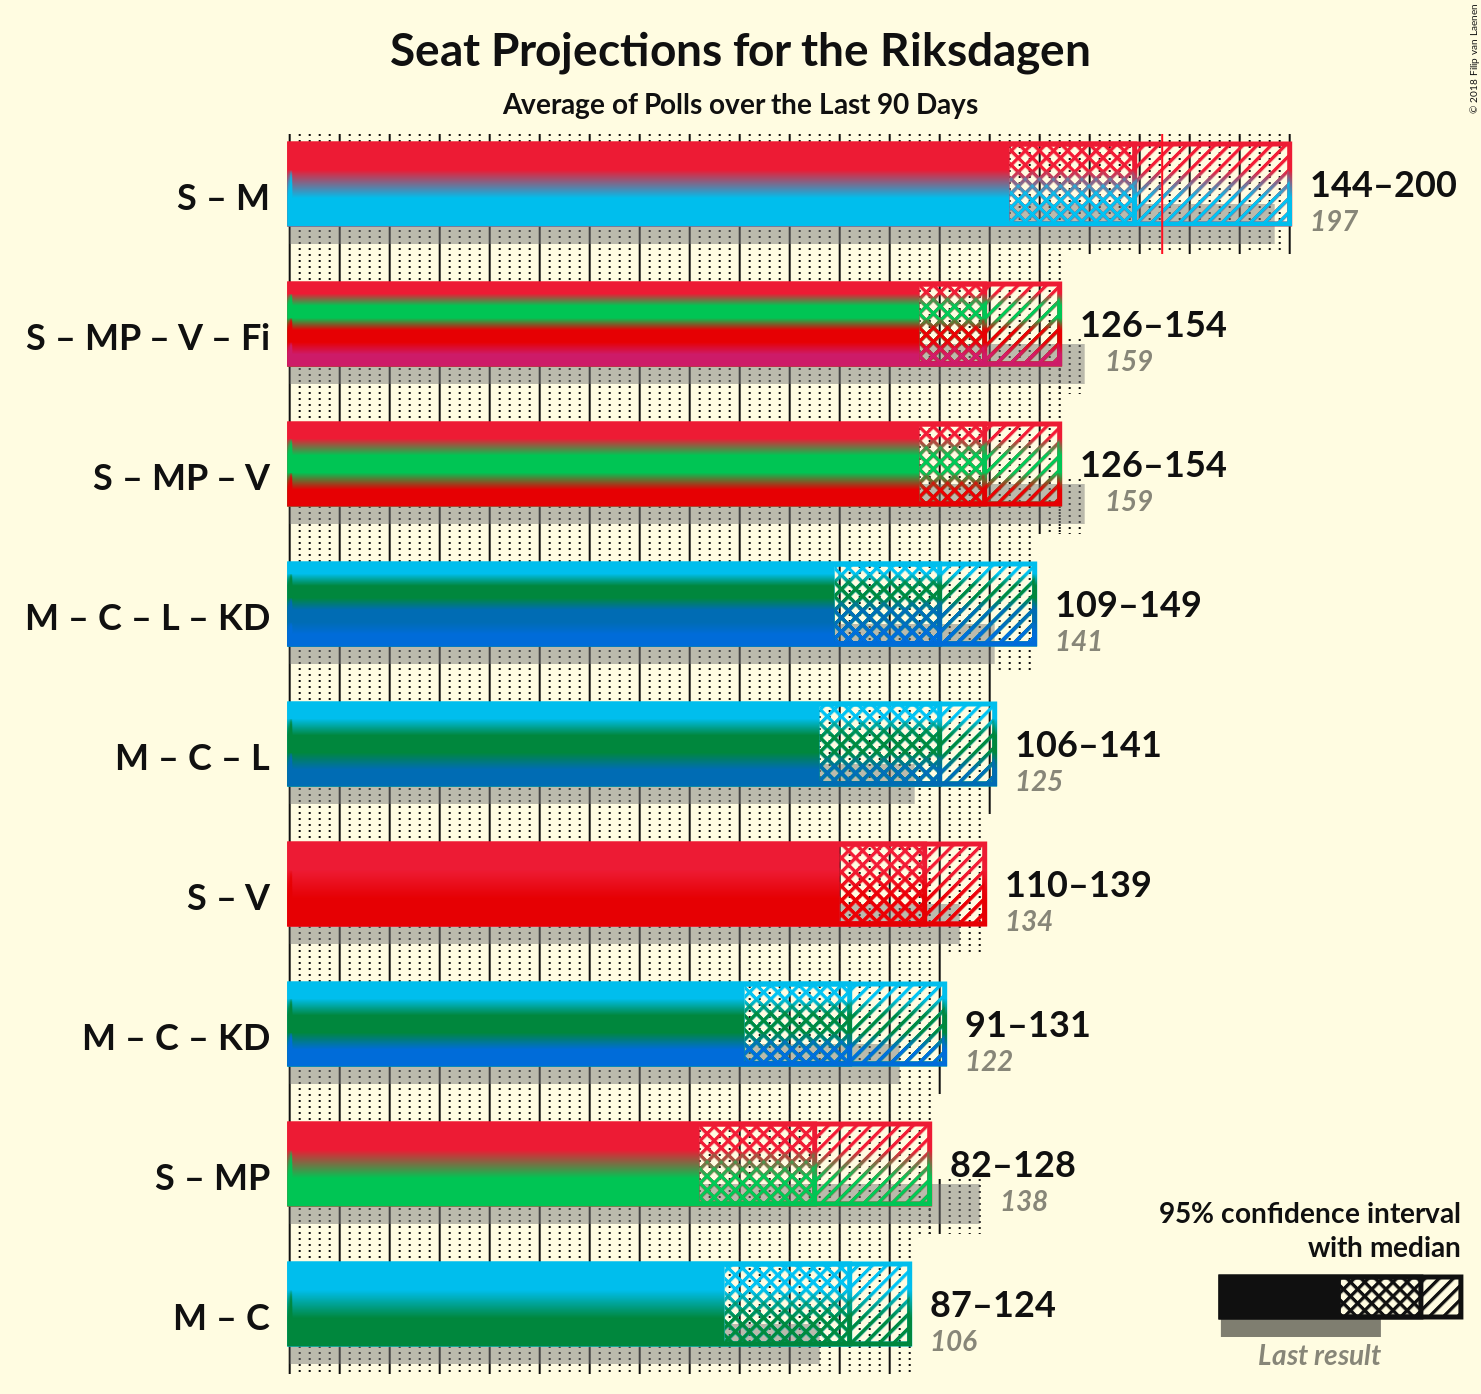 Seat Projections for the Riksdagen
Average of Polls over the Last 90 Days
© 2018 Filip van Laenen
S – M
144–200
197
S – MP – V – Fi
126–154
159
S – MP – V
126–154
159
M – C – L – KD
109–149
141
M – C – L
106–141
125
S – V
110–139
134
M – C – KD
91–131
122
S – MP
82–128
138
M – C
87–124
106
95% confidence interval
with median
Last result